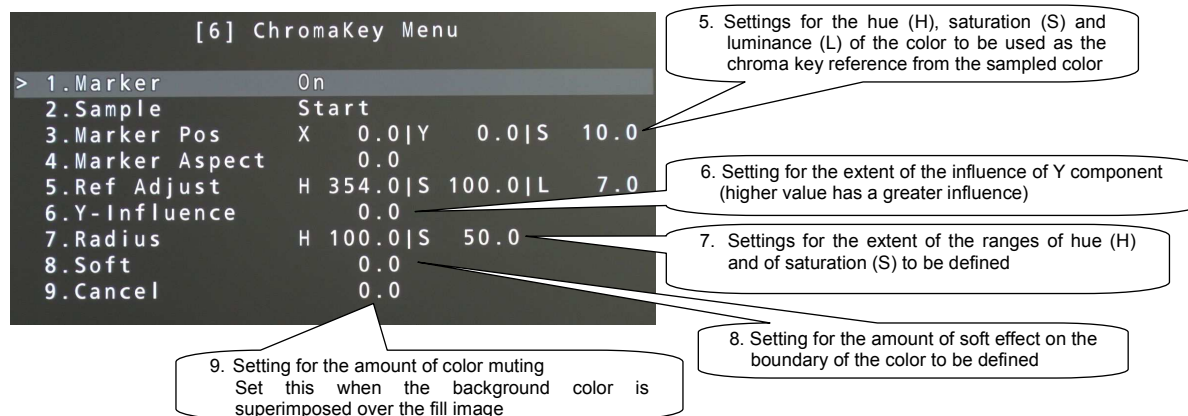 [6] ChromaKey Menu
> 1.Marker On
2.Sample Start
3.Marker Pos X 0.0|Y 0.0|S 10.0
4.Marker Aspect 0.0
5.Ref Adjust H 354.0|S 100.0|L 7.0
6.Y-Influence 0.0
7.Radius H 100.0|S 50.0
8.Soft 0.0
9.Cancel 0.0
5. Settings for the hue (H), saturation (S) and
luminance (L) of the color to be used as the
chroma key reference from the sampled color
6. Setting for the extent of the influence of Y component
(higher value has a greater influence)
7. Settings for the extent of the ranges of hue (H)
and of saturation (S) to be defined
8. Setting for the amount of soft effect on the
boundary of the color to be defined
9. Setting for the amount of color muting
Set this when the background color is
superimposed over the fill image